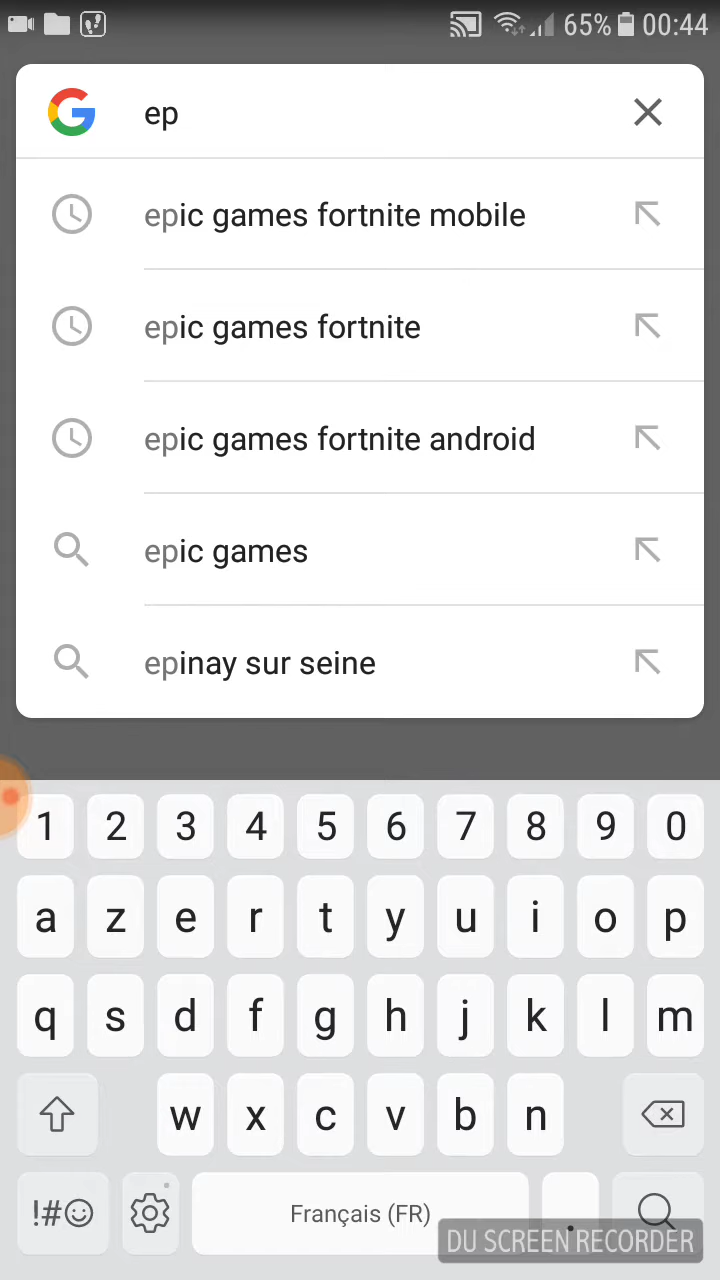 65% 00:44
ep
epic games fortnite mobile
epic games fortnite
epic games fortnite android
epic games
epinay sur seine
1 2 3 4 5 6 7 8 9 0
a z e r t y u i o p
q s d f g h j k l m
w x c v b n
!#☺ Français (FR) .
DU SCREEN RECORDER